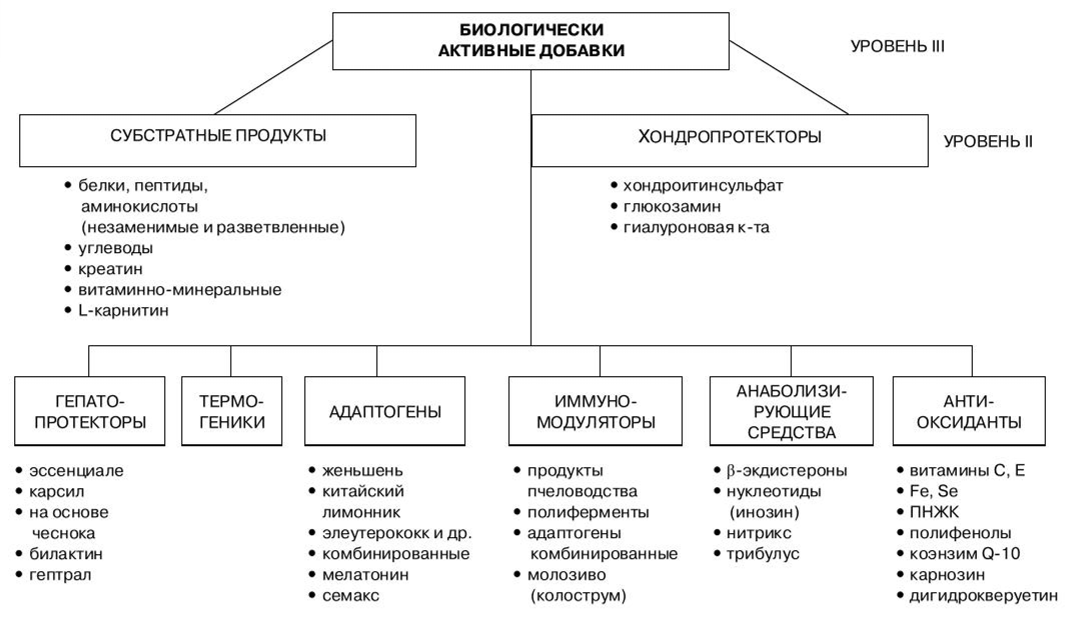 БИОЛОГИЧЕСКИ
АКТИВНЫЕ ДОБАВКИ
УРОВЕНЬ III
СУБСТРАТНЫЕ ПРОДУКТЫ
ХОНДРОПРОТЕКТОРЫ
УРОВЕНЬ II
• белки, пептиды,
аминокислоты
(незаменимые и разветвленные)
• углеводы
• креатин
• витаминно-минеральные
• L-карнитин
• хондроитинсульфат
• глюкозамин
• гиалуроновая к-та
ГЕПАТО-
ПРОТЕКТОРЫ
ТЕРМО-
ГЕНИКИ
АДАПТОГЕНЫ
ИММУНО-
МОДУЛЯТОРЫ
АНАБОЛИЗИ-
РУЮЩИЕ
СРЕДСТВА
АНТИ-
ОКСИДАНТЫ
• эссенциале
• карсил
• на основе
чеснока
• билактин
• гептрал
• женьшень
• китайский
лимонник
• элеутерококк и др.
• комбинированные
• мелатонин
• семакс
• продукты
пчеловодства
• полиферменты
• адаптогены
комбинированные
• молозиво
(колострум)
• β-экдистероны
• нуклеотиды
(инозин)
• нитрикс
• трибулус
• витамины С, Е
• Fe, Se
• ПНЖК
• полифенолы
• коэнзим Q-10
• карнозин
• дигидрокверуетин